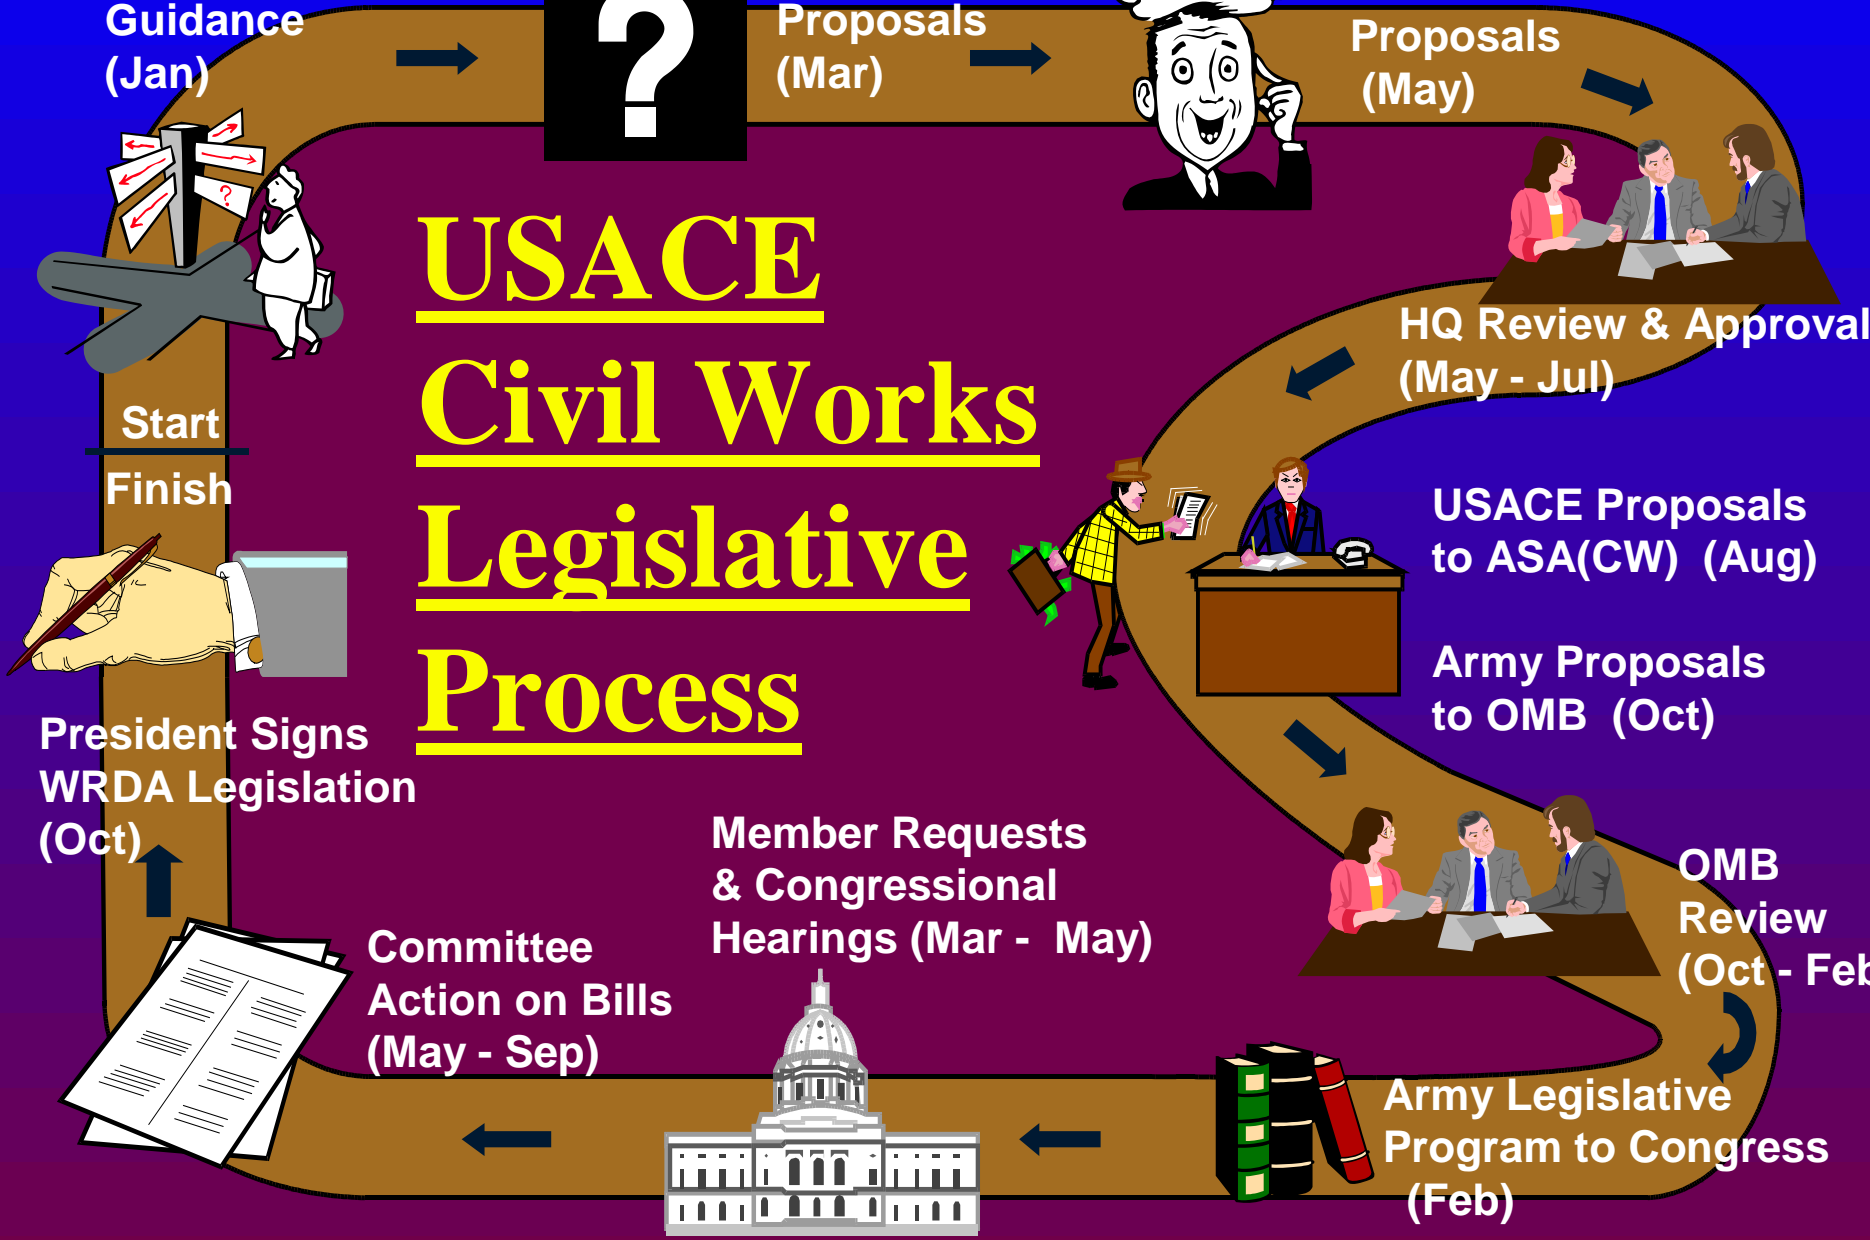 Guidance
(Jan)
?
Proposals
(Mar)
Proposals
(May)
?
HQ Review & Approval
(May - Jul)
USACE
Civil Works
Legislative
Process
Start
Finish
USACE Proposals
to ASA(CW) (Aug)
Army Proposals
to OMB (Oct)
OMB
Review
(Oct - Feb
Army Legislative
Program to Congress
(Feb)
Member Requests
& Congressional
Hearings (Mar - May)
Committee
Action on Bills
(May - Sep)
President Signs
WRDA Legislation
(Oct)